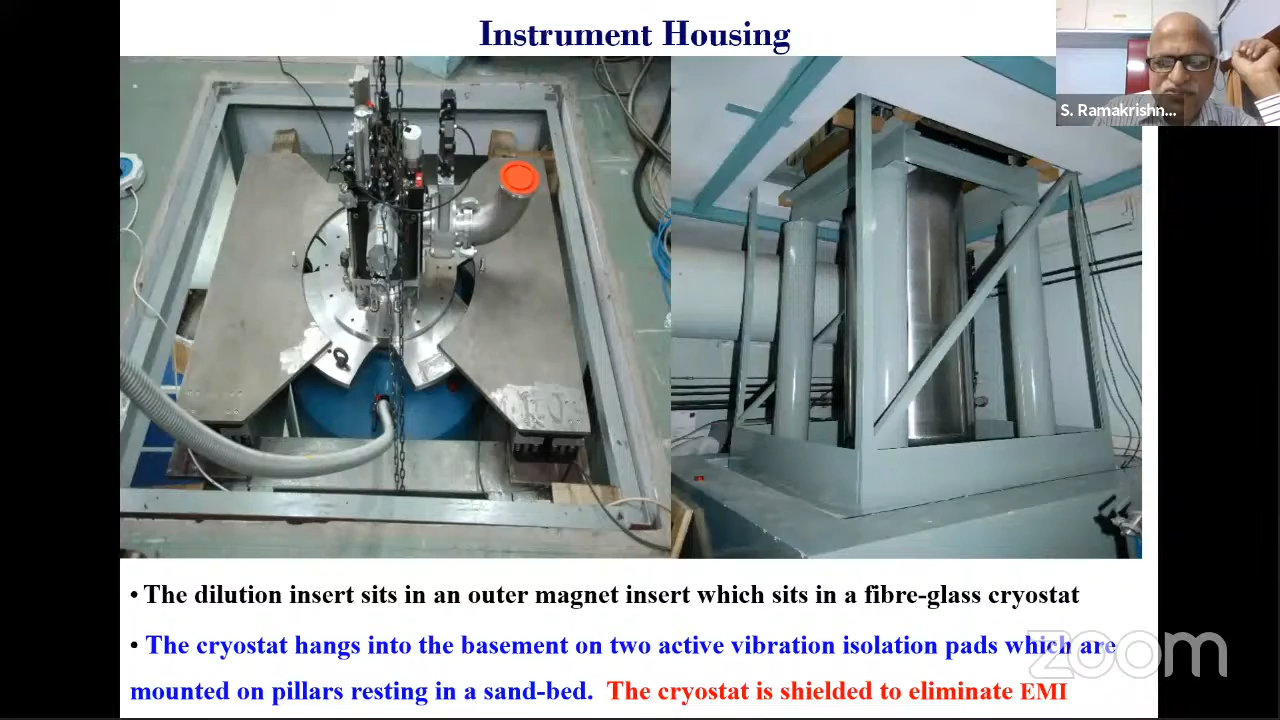 Instrument Housing
S. Ramakrishn...
• The dilution insert sits in an outer magnet insert which sits in a fibre-glass cryostat
• The cryostat hangs into the basement on two active vibration isolation pads which are
mounted on pillars resting in a sand-bed. The cryostat is shielded to eliminate EMI
zoom